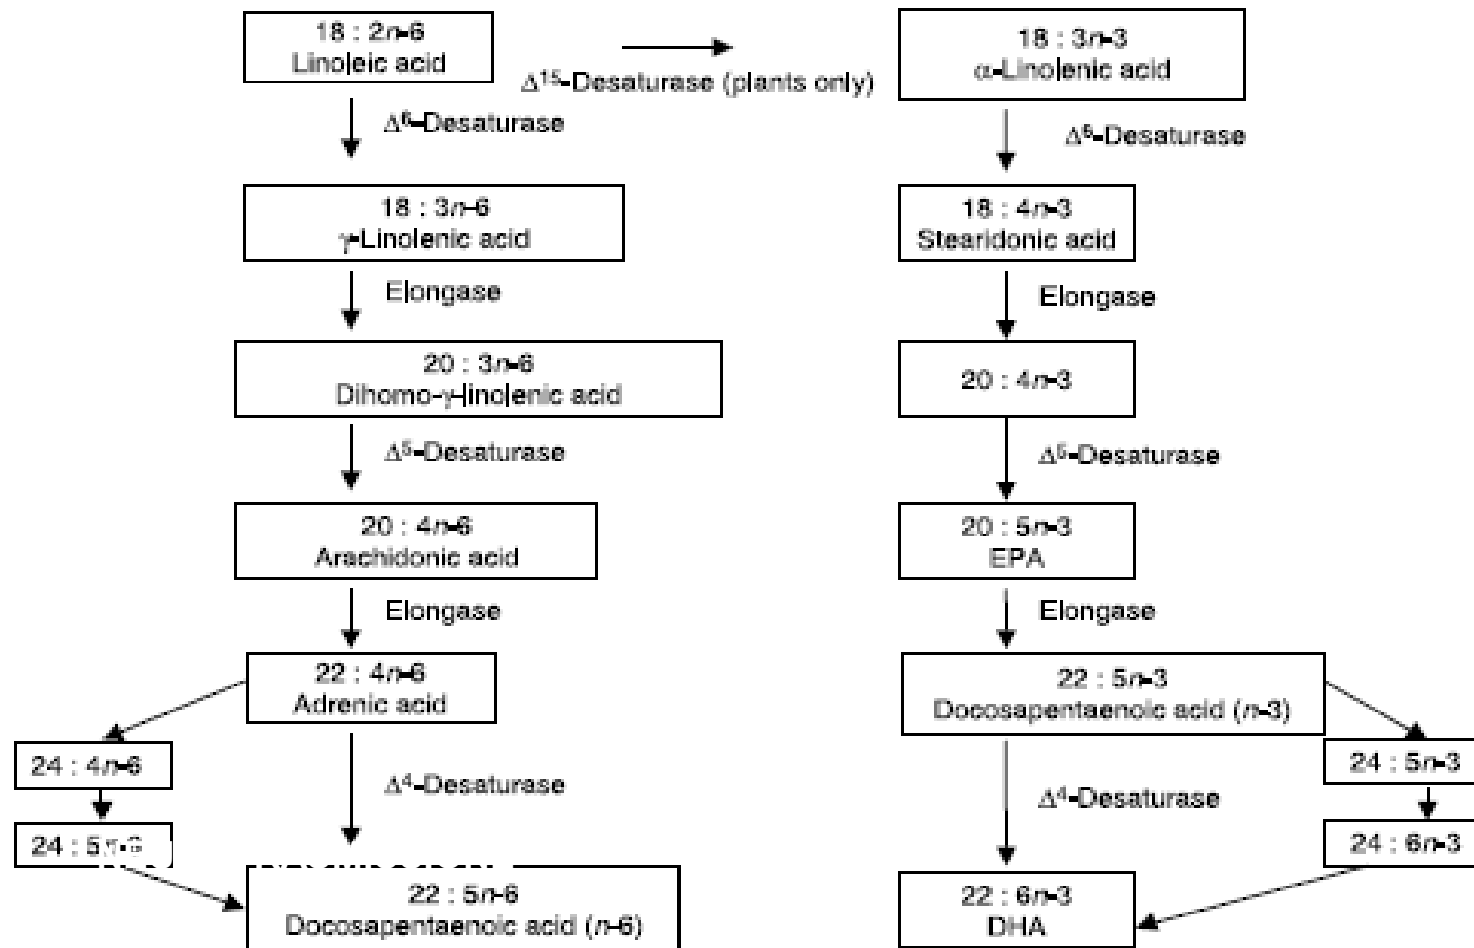 18 : 2n-6
Linoleic acid
Δ15-Desaturase (plants only)
18 : 3n-3
α-Linolenic acid
Δ6-Desaturase
Δ6-Desaturase
18 : 3n-6
γ-Linolenic acid
18 : 4n-3
Stearidonic acid
Elongase
Elongase
20 : 3n-6
Dihomo-γ-linolenic acid
20 : 4n-3
Δ5-Desaturase
Δ5-Desaturase
20 : 4n-6
Arachidonic acid
20 : 5n-3
EPA
Elongase
Elongase
22 : 4n-6
Adrenic acid
22 : 5n-3
Docosapentaenoic acid (n-3)
24 : 4n-6
24 : 5n-3
Δ4-Desaturase
Δ4-Desaturase
24 : 5n-6
24 : 6n-3
22 : 5n-6
Docosapentaenoic acid (n-6)
22 : 6n-3
DHA